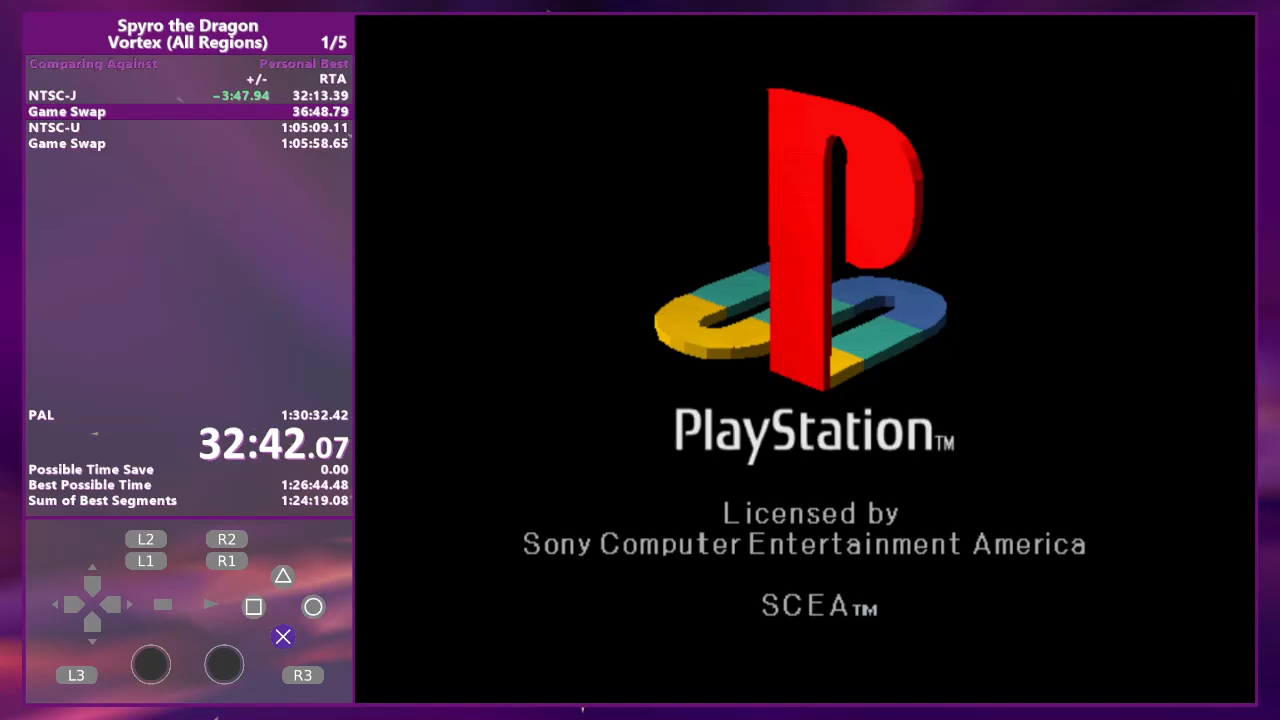 Spyro the Dragon
Vortex (All Regions) 1/5
Comparing Against Personal Best
+/- RTA
NTSC-J −3:47.94 32:13.39
Game Swap 36:48.79
NTSC-U 1:05:09.11
Game Swap 1:05:58.65
PAL 1:30:32.42
32:42.07
Possible Time Save 0.00
Best Possible Time 1:26:44.48
Sum of Best Segments 1:24:19.08
L2 R2
L1 R1
L3 R3
PlayStation TM
Licensed by
Sony Computer Entertainment America
SCEA TM